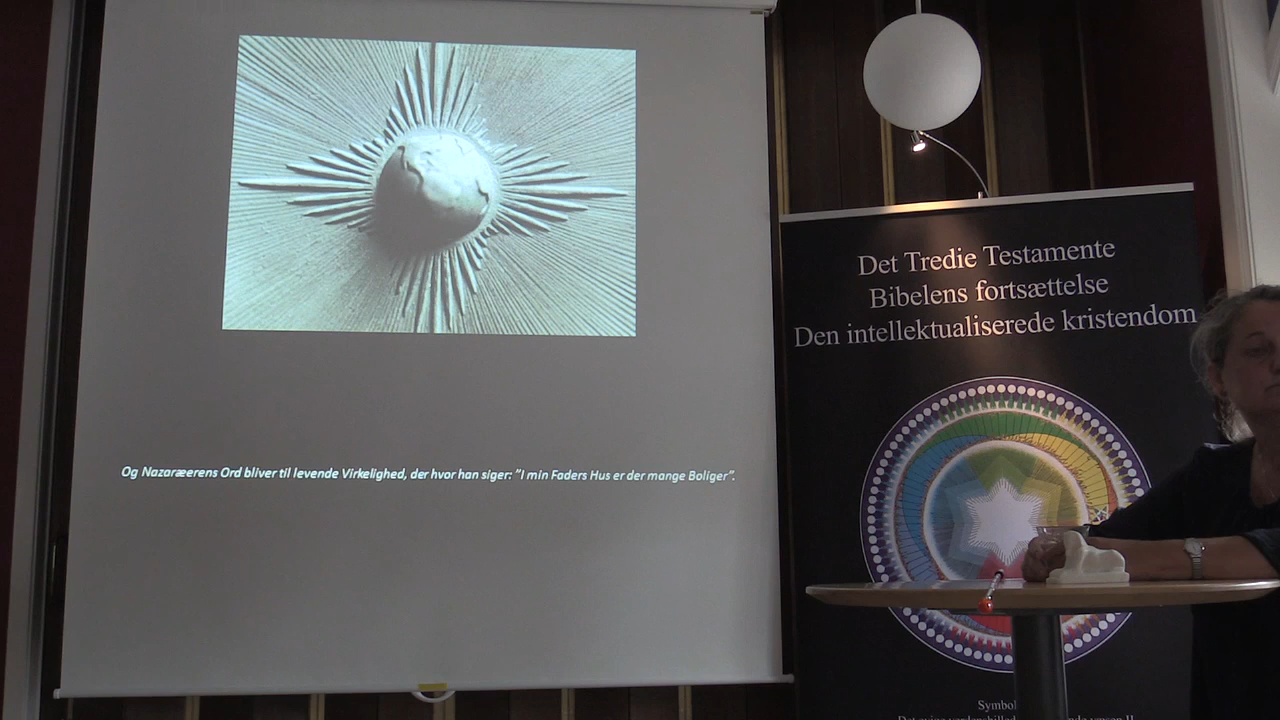 Og Nazaræerens Ord bliver til levende Virkelighed, der hvor han siger: "I min Faders Hus er der mange Boliger".
Det Tredie Testamente
Bibelens fortsættelse
Den intellektualiserede kristendom
Symbol